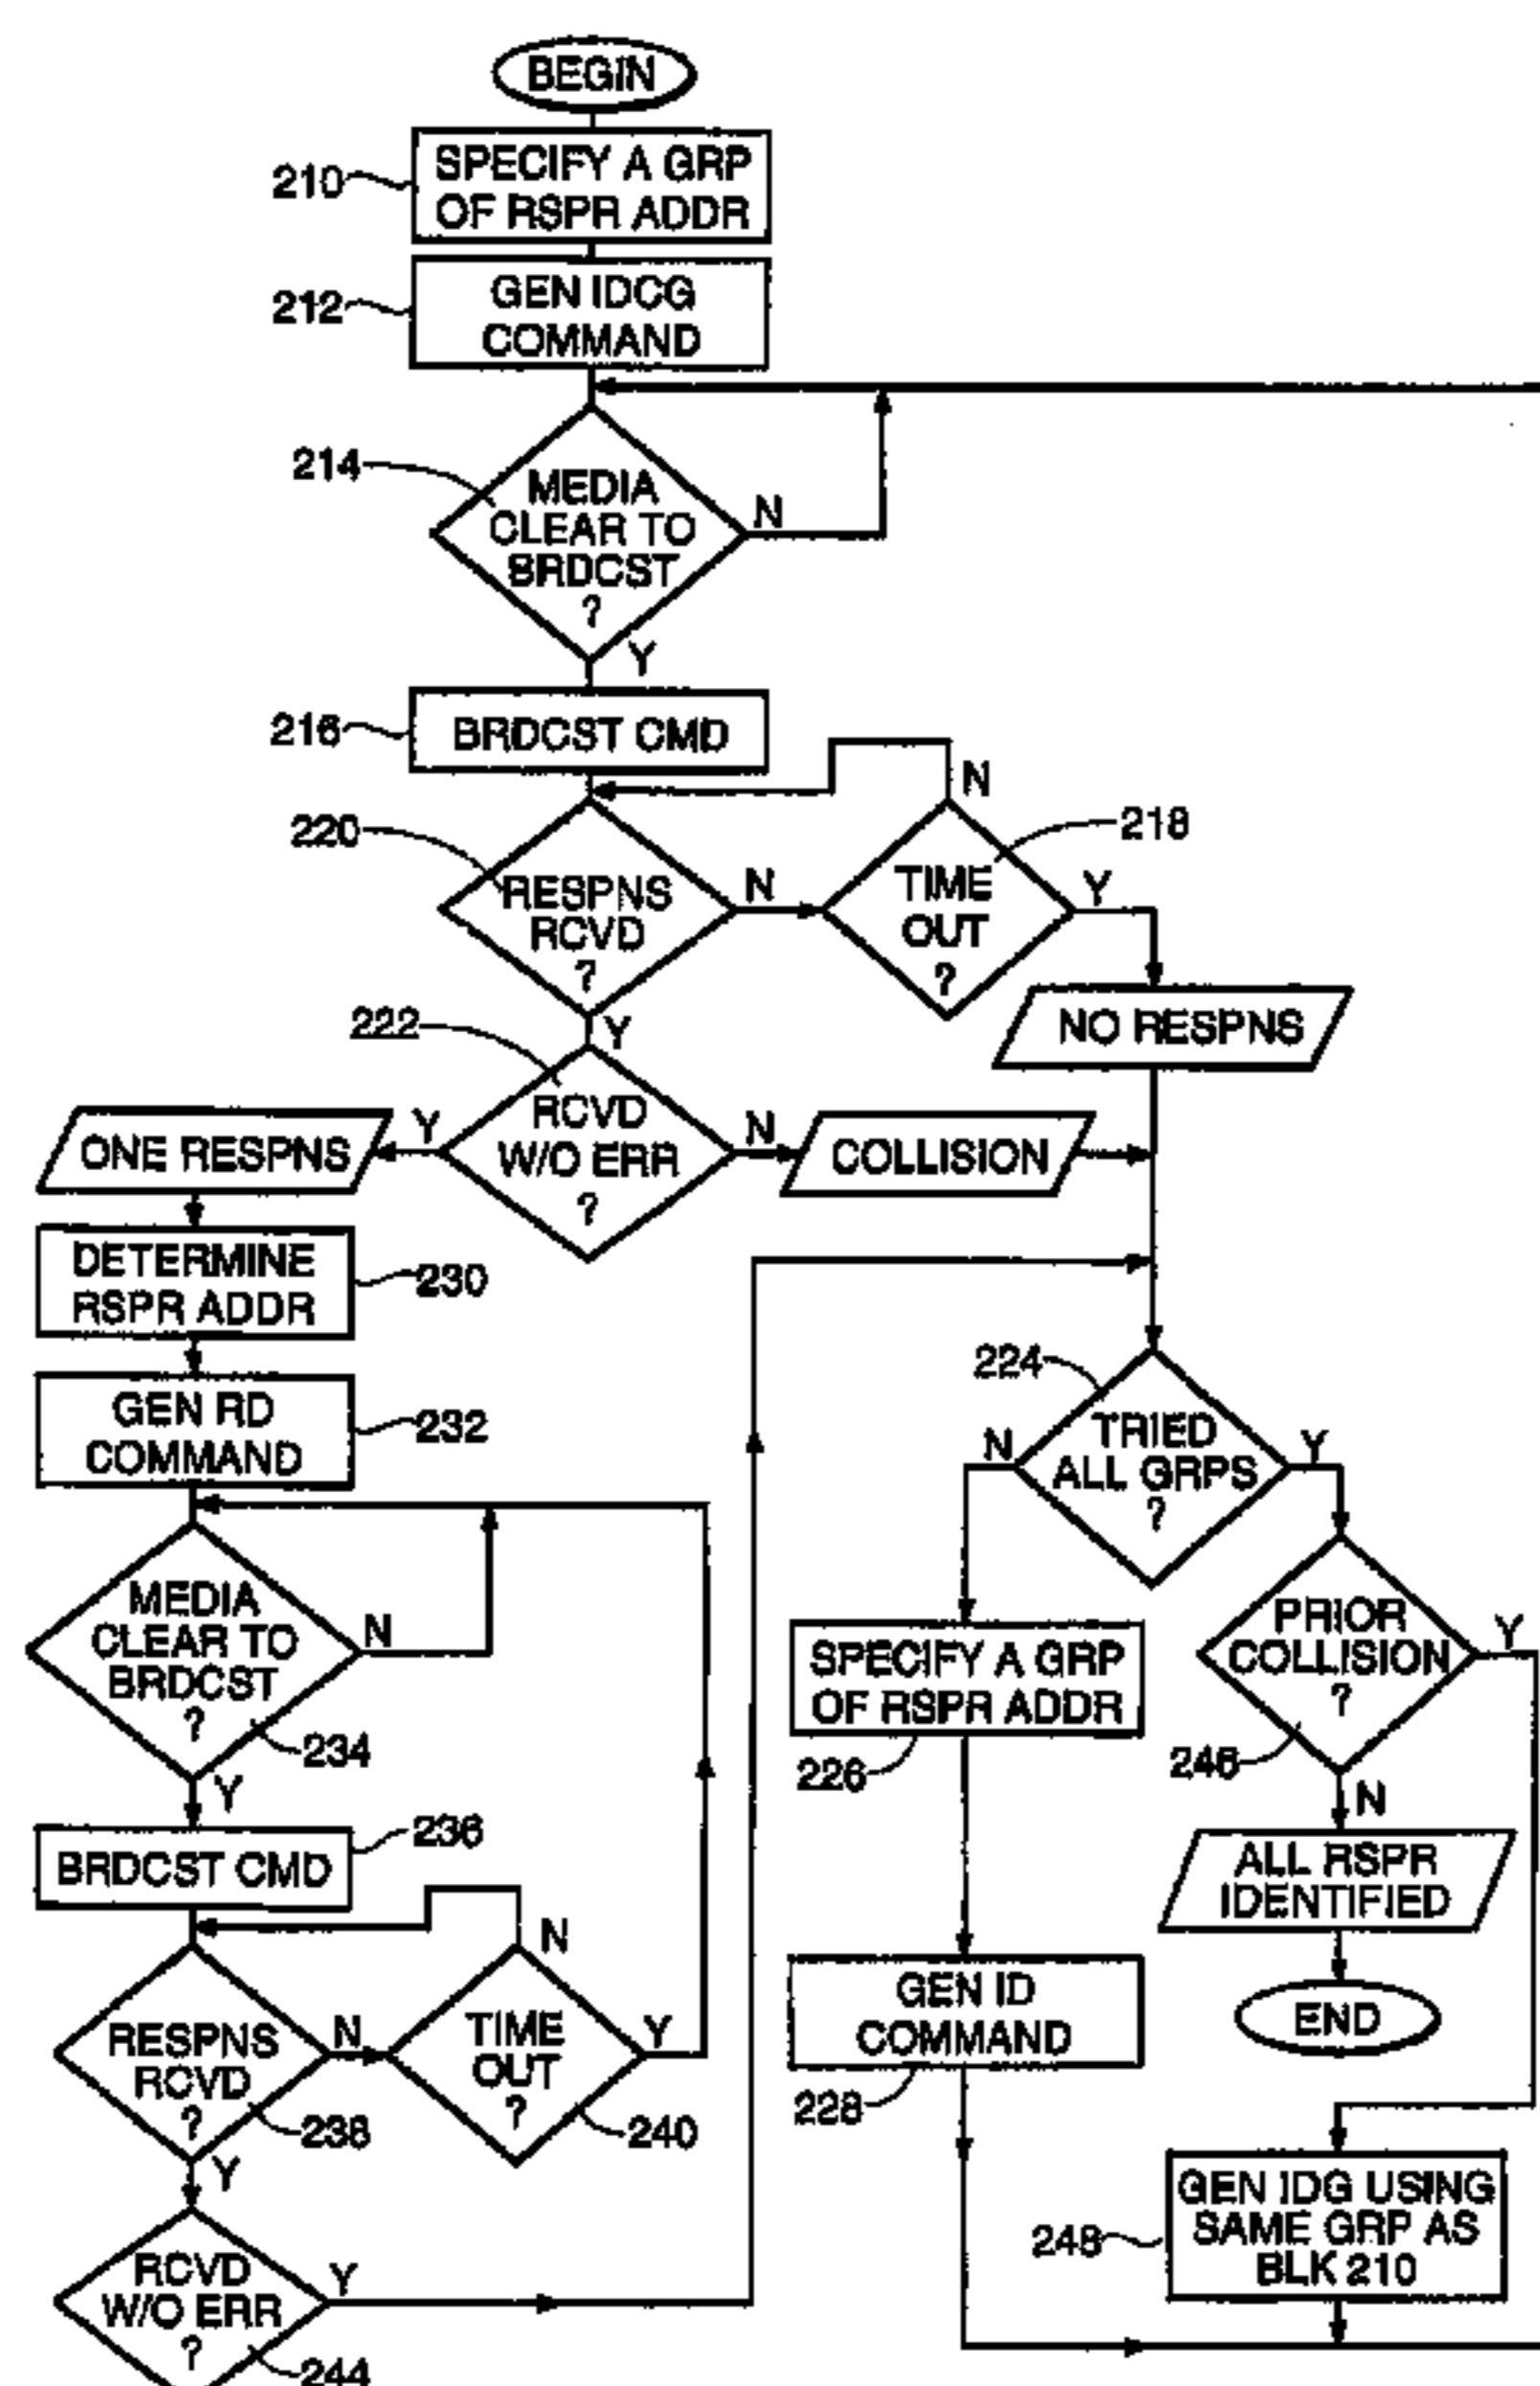 BEGIN
210
SPECIFY A GRP
OF RSPR ADDR
212
GEN IDCG
COMMAND
214
MEDIA
CLEAR TO
BRDCST
?
N
Y
216
BRDCST CMD
N
220
RESPNS
RCVD
?
N
218
TIME
OUT
?
Y
Y
NO RESPNS
222
RCVD
W/O ERR
?
Y
ONE RESPNS
N
COLLISION
DETERMINE
RSPR ADDR
230
GEN RD
COMMAND
232
224
TRIED
ALL GRPS
?
N
Y
MEDIA
CLEAR TO
BRDCST
?
N
234
Y
SPECIFY A GRP
OF RSPR ADDR
226
PRIOR
COLLISION
?
Y
246
N
BRDCST CMD
236
ALL RSPR
IDENTIFIED
N
RESPNS
RCVD
?
N
238
TIME
OUT
?
Y
240
Y
GEN ID
COMMAND
228
END
RCVD
W/O ERR
?
Y
244
248
GEN IDG USING
SAME GRP AS
BLK 210